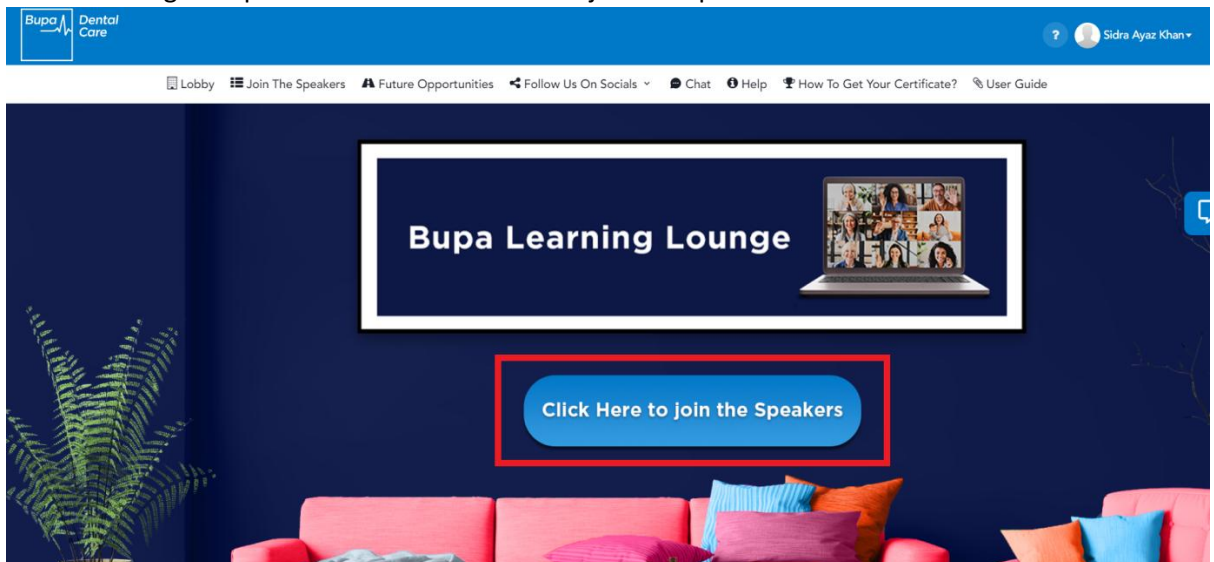 Bupa Dental
Care
? Sidra Ayaz Khan
Lobby Join The Speakers Future Opportunities Follow Us On Socials Chat Help How To Get Your Certificate? User Guide
Bupa Learning Lounge
Click Here to join the Speakers